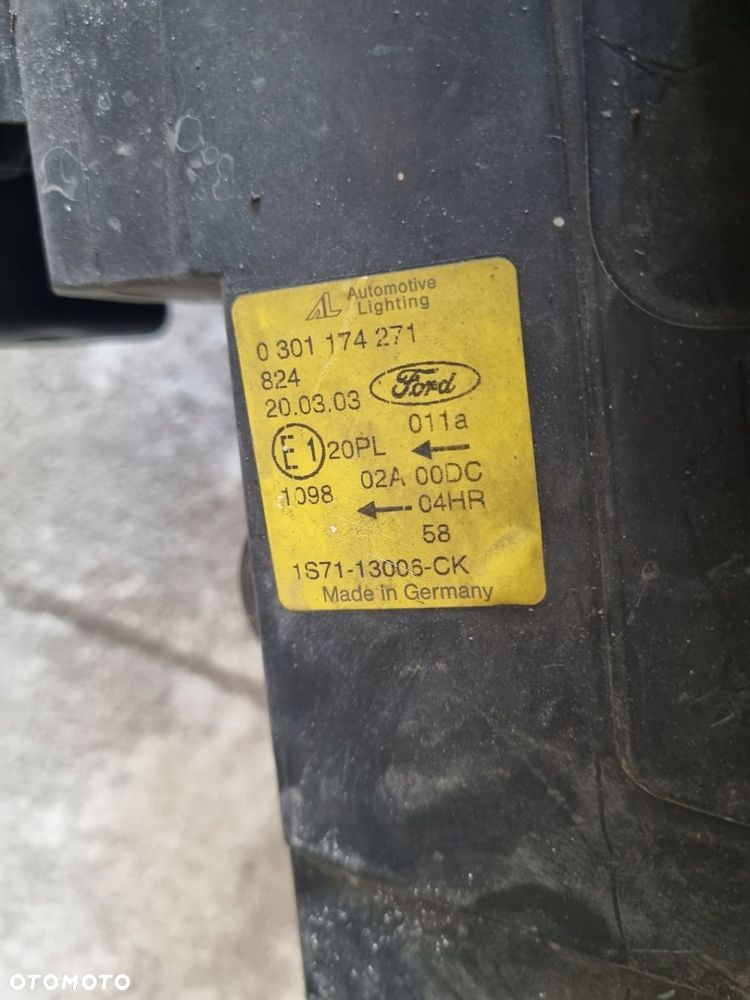 AL Automotive
Lighting
0 301 174 271
824
Ford
20.03.03
011a
E1 20PL ←
1098 02A 00DC
← 04HR
58
1S71-13006-CK
Made in Germany
OTOMOTO